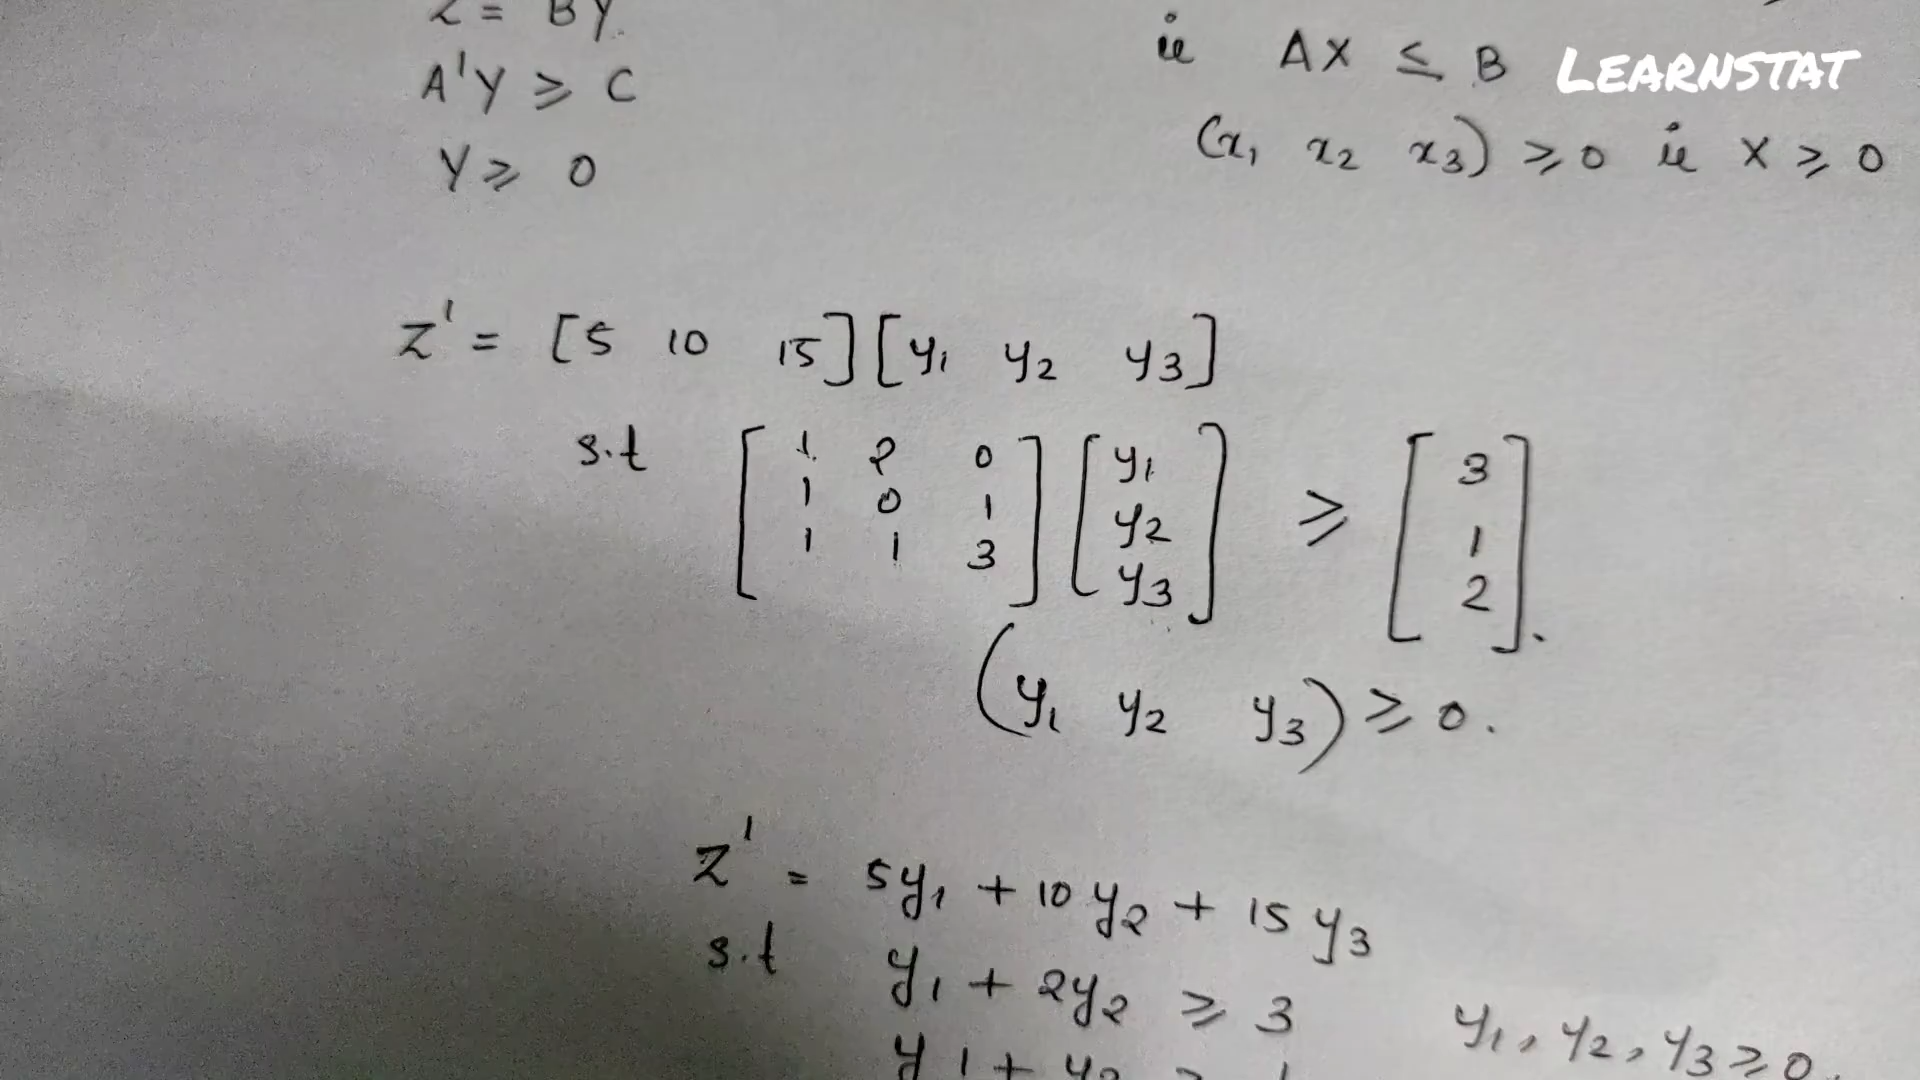 Z = BY
A'Y ⩾ C
Y ⩾ 0
ie AX ≤ B
LEARNSTAT
(x₁ x₂ x₃) ⩾ 0 ie X ⩾ 0
Z' = [5 10 15] [y₁ y₂ y₃]
s.t [1 2 0 [y₁ ⩾ [3
1 0 1 y₂ 1
1 1 3] y₃] 2].
(y₁ y₂ y₃) ⩾ 0.
Z' = 5y₁ + 10y₂ + 15y₃
s.t y₁ + 2y₂ ⩾ 3
y₁, y₂, y₃ ⩾ 0.